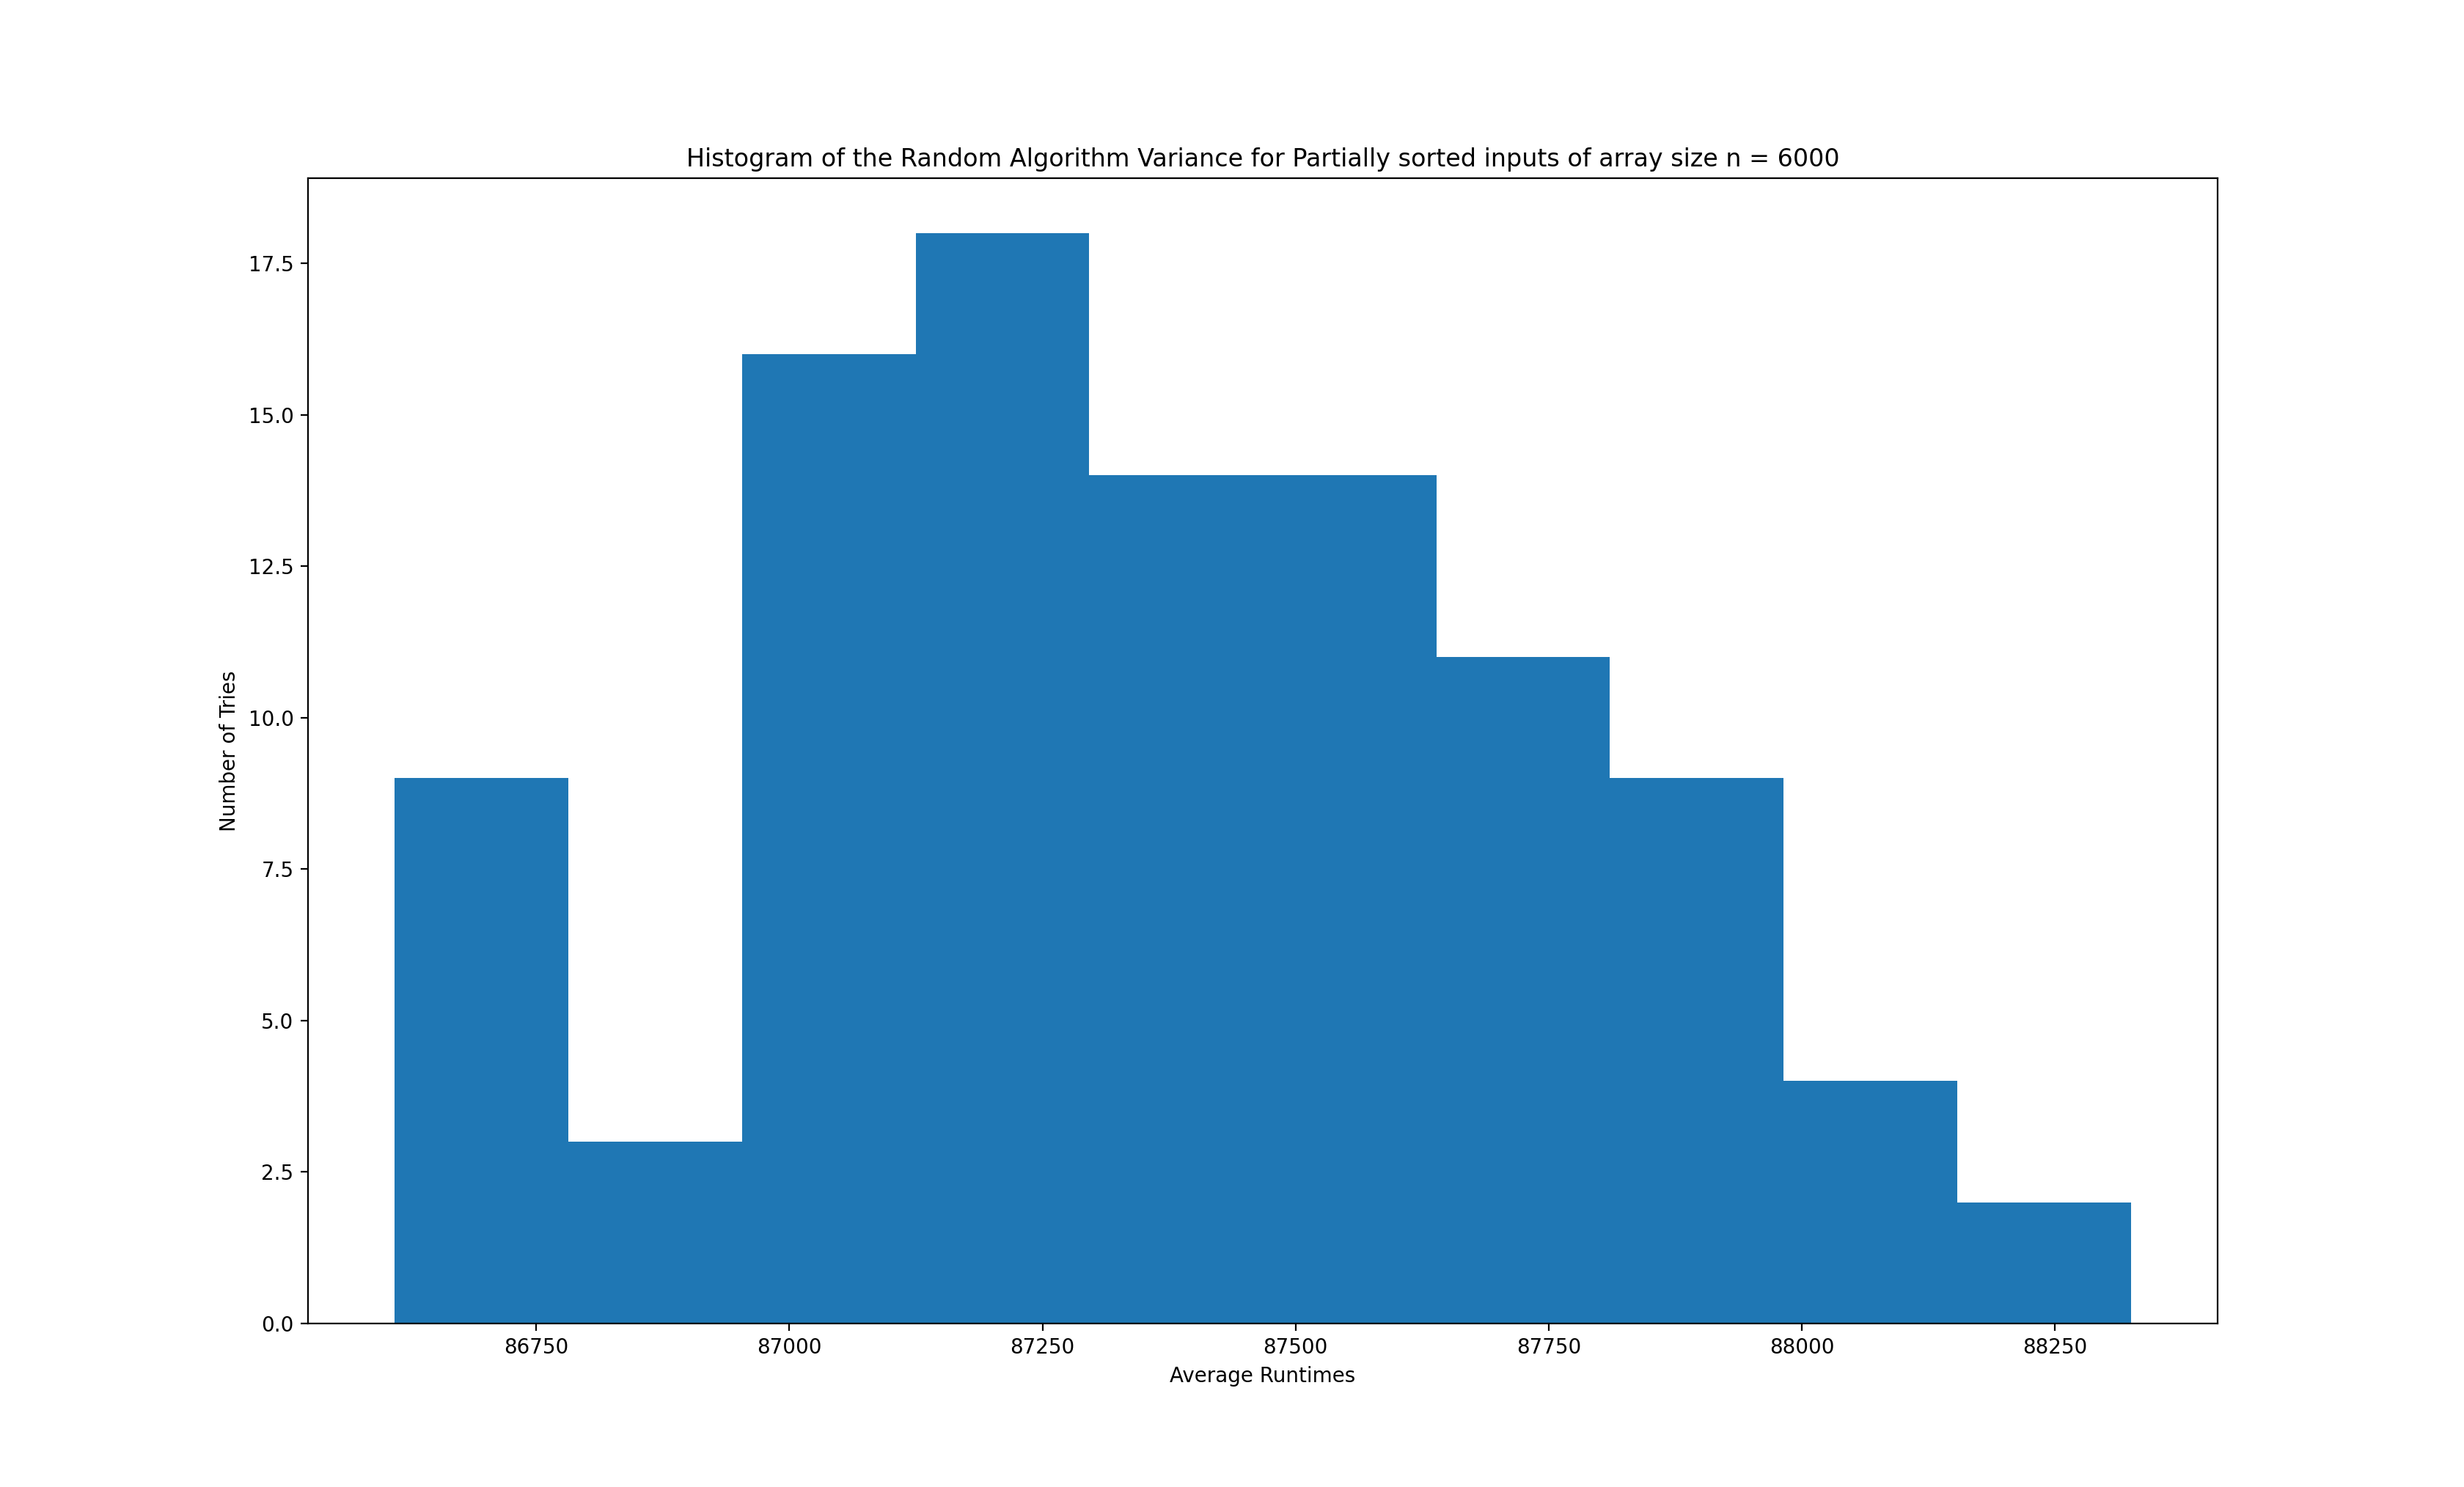 Histogram of the Random Algorithm Variance for Partially sorted inputs of array size n = 6000
17.5
15.0
12.5
10.0
7.5
5.0
2.5
0.0
Number of Tries
86750 87000 87250 87500 87750 88000 88250
Average Runtimes